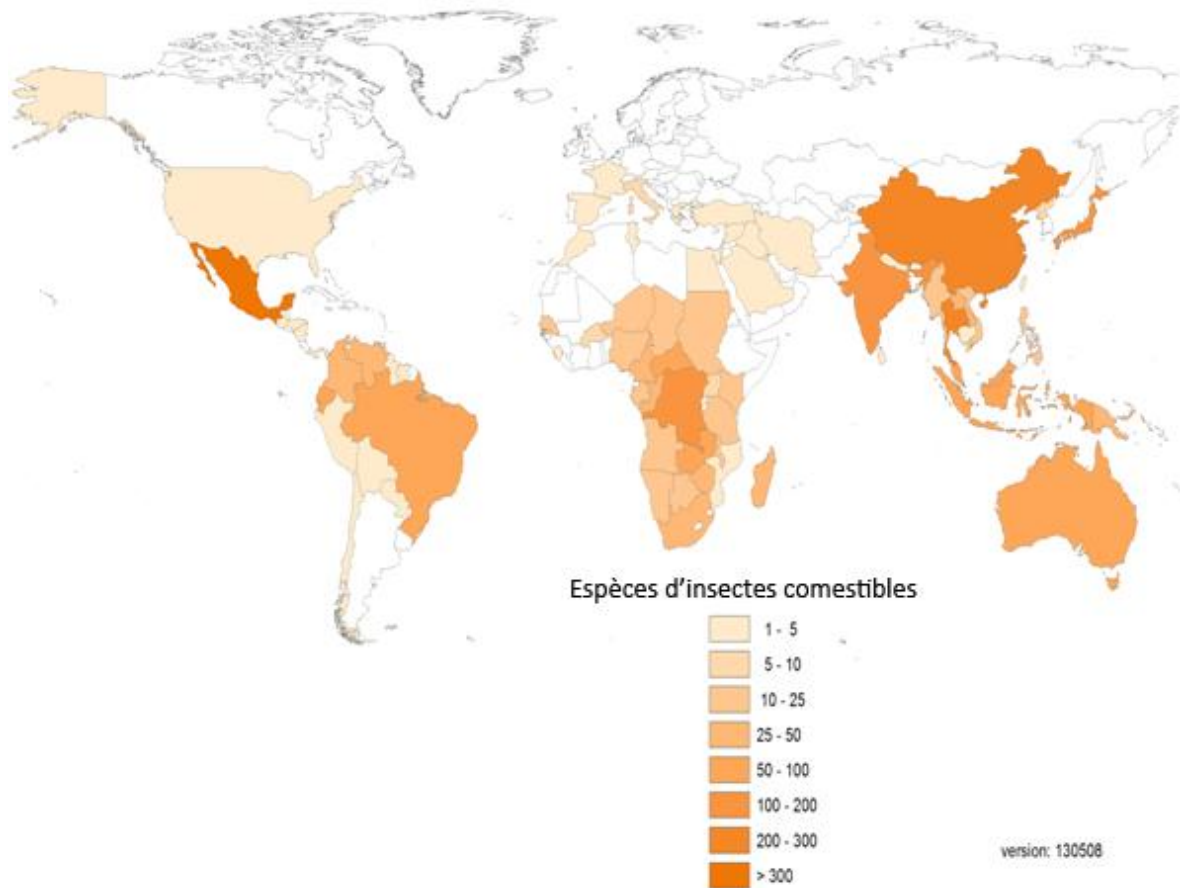 Espèces d'insectes comestibles
1 - 5
5 - 10
10 - 25
25 - 50
50 - 100
100 - 200
200 - 300
> 300
version: 130508